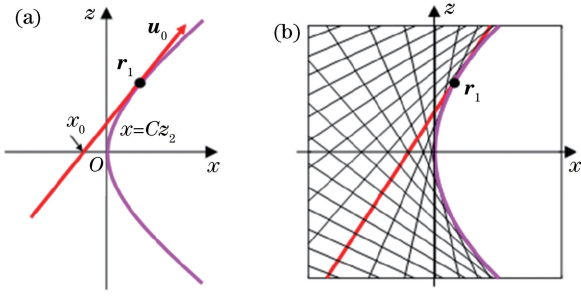 (a)
z
u₀
r₁
x₀
x=Cz₂
O
x
(b)
z
r₁
x